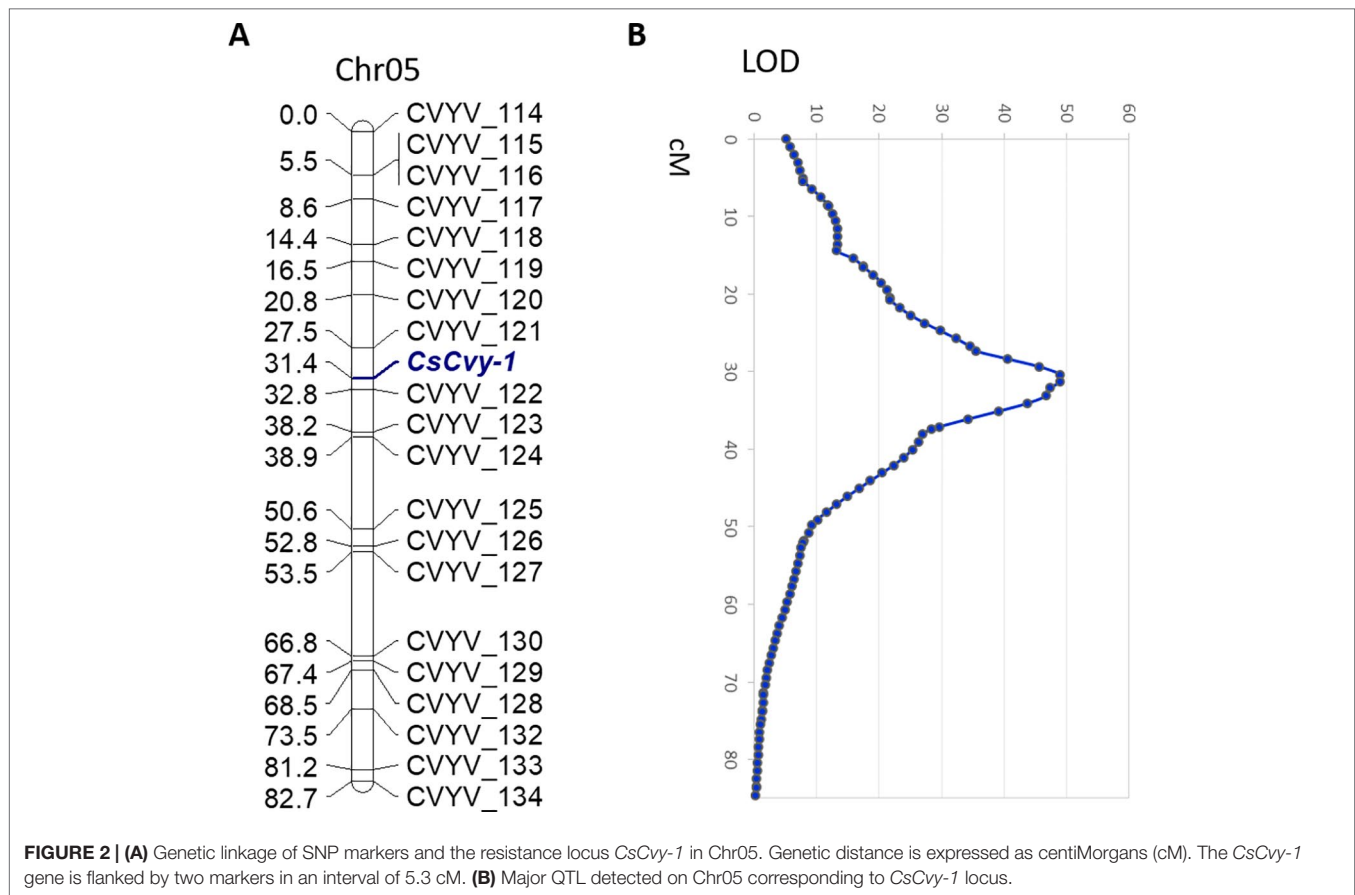 A
Chr05
0.0 CVYV_114
CVYV_115
5.5
CVYV_116
8.6 CVYV_117
14.4 CVYV_118
16.5 CVYV_119
20.8 CVYV_120
27.5 CVYV_121
31.4 CsCvy-1
32.8 CVYV_122
38.2 CVYV_123
38.9 CVYV_124
50.6 CVYV_125
52.8 CVYV_126
53.5 CVYV_127
66.8 CVYV_130
67.4 CVYV_129
68.5 CVYV_128
73.5 CVYV_132
81.2 CVYV_133
82.7 CVYV_134
B
LOD
0 10 20 30 40 50 60
cM
0
10
20
30
40
50
60
70
80
FIGURE 2 | (A) Genetic linkage of SNP markers and the resistance locus CsCvy-1 in Chr05. Genetic distance is expressed as centiMorgans (cM). The CsCvy-1
gene is flanked by two markers in an interval of 5.3 cM. (B) Major QTL detected on Chr05 corresponding to CsCvy-1 locus.